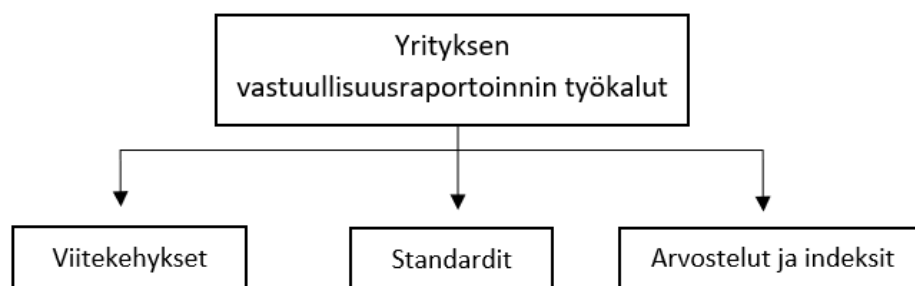 Yrityksen
vastuullisuusraportoinnin työkalut
Viitekehykset
Standardit
Arvostelut ja indeksit